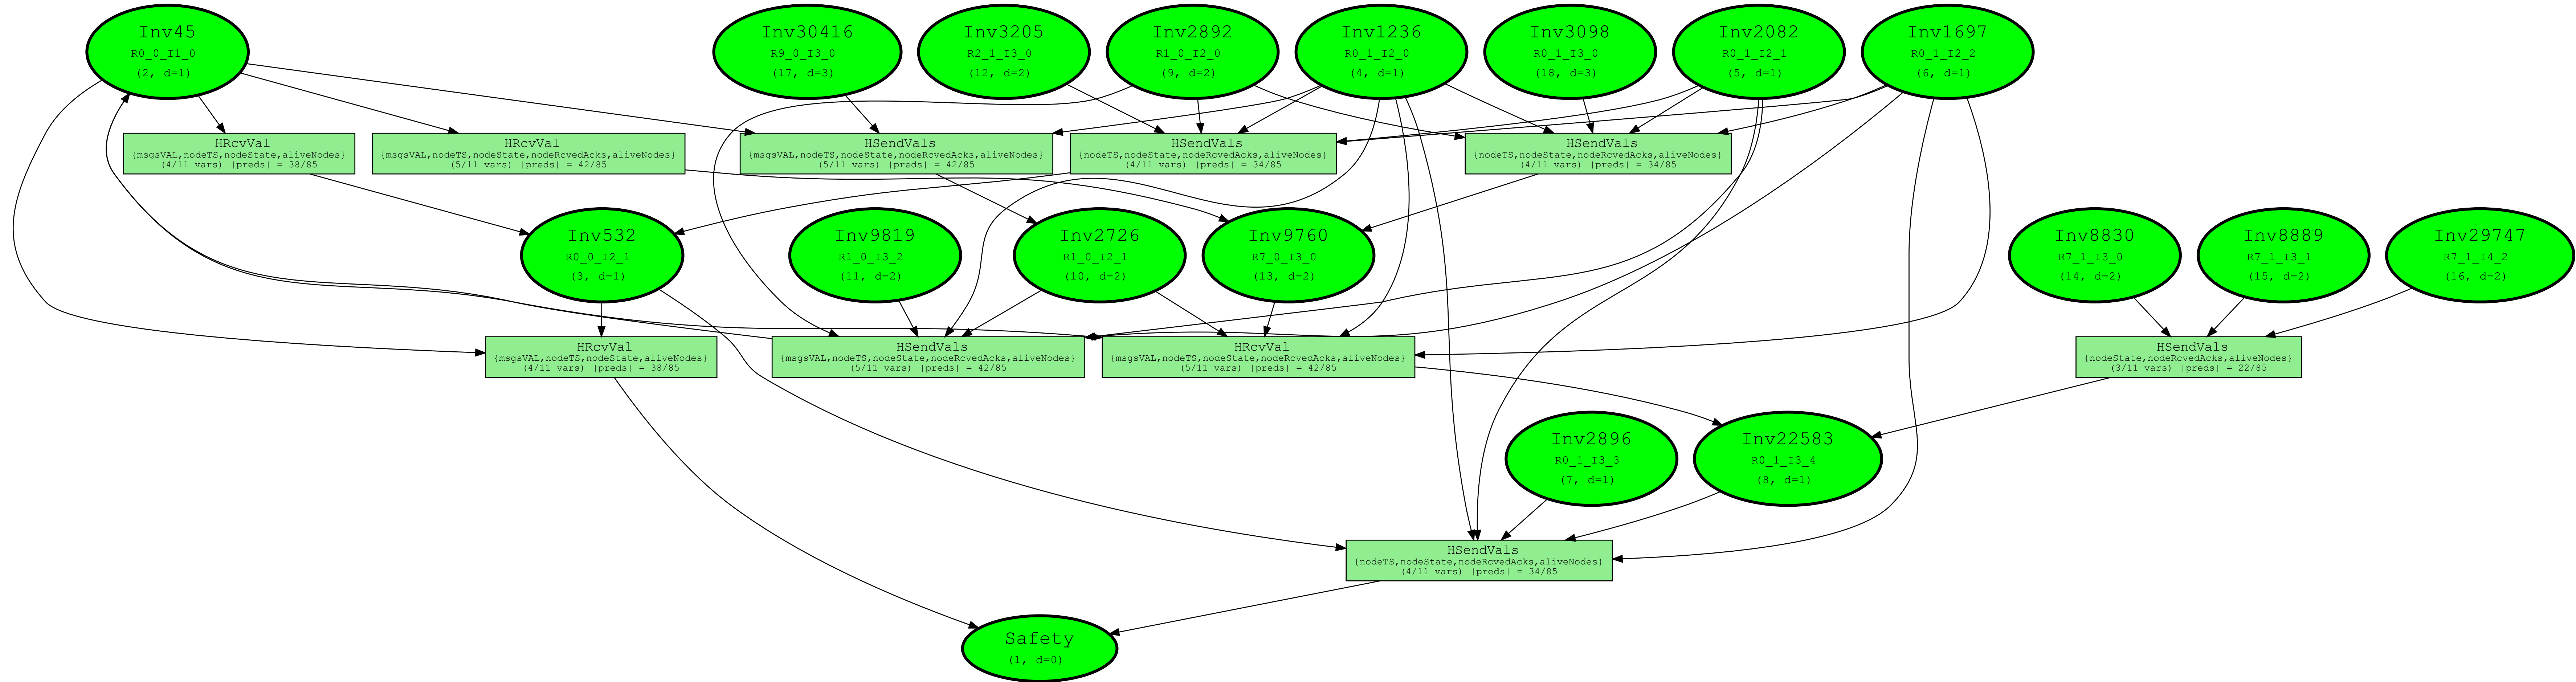 Inv45
R0_0_I1_0
(2, d=1)
Inv30416
R9_0_I3_0
(17, d=3)
Inv3205
R2_1_I3_0
(12, d=2)
Inv2892
R1_0_I2_0
(9, d=2)
Inv1236
R0_1_I2_0
(4, d=1)
Inv3098
R0_1_I3_0
(18, d=3)
Inv2082
R0_1_I2_1
(5, d=1)
Inv1697
R0_1_I2_2
(6, d=1)
HRcvVal
{msgsVAL,nodeTS,nodeState,aliveNodes}
(4/11 vars) |preds| = 38/85
HRcvVal
{msgsVAL,nodeTS,nodeState,nodeRcvedAcks,aliveNodes}
(5/11 vars) |preds| = 42/85
HSendVals
{msgsVAL,nodeTS,nodeState,nodeRcvedAcks,aliveNodes}
(5/11 vars) |preds| = 42/85
HSendVals
{nodeTS,nodeState,nodeRcvedAcks,aliveNodes}
(4/11 vars) |preds| = 34/85
HSendVals
{nodeTS,nodeState,nodeRcvedAcks,aliveNodes}
(4/11 vars) |preds| = 34/85
Inv532
R0_0_I2_1
(3, d=1)
Inv9819
R1_0_I3_2
(11, d=2)
Inv2726
R1_0_I2_1
(10, d=2)
Inv9760
R7_0_I3_0
(13, d=2)
Inv8830
R7_1_I3_0
(14, d=2)
Inv8889
R7_1_I3_1
(15, d=2)
Inv29747
R7_1_I4_2
(16, d=2)
HRcvVal
{msgsVAL,nodeTS,nodeState,aliveNodes}
(4/11 vars) |preds| = 38/85
HSendVals
{msgsVAL,nodeTS,nodeState,nodeRcvedAcks,aliveNodes}
(5/11 vars) |preds| = 42/85
HRcvVal
{msgsVAL,nodeTS,nodeState,nodeRcvedAcks,aliveNodes}
(5/11 vars) |preds| = 42/85
HSendVals
{nodeState,nodeRcvedAcks,aliveNodes}
(3/11 vars) |preds| = 22/85
Inv2896
R0_1_I3_3
(7, d=1)
Inv22583
R0_1_I3_4
(8, d=1)
HSendVals
{nodeTS,nodeState,nodeRcvedAcks,aliveNodes}
(4/11 vars) |preds| = 34/85
Safety
(1, d=0)